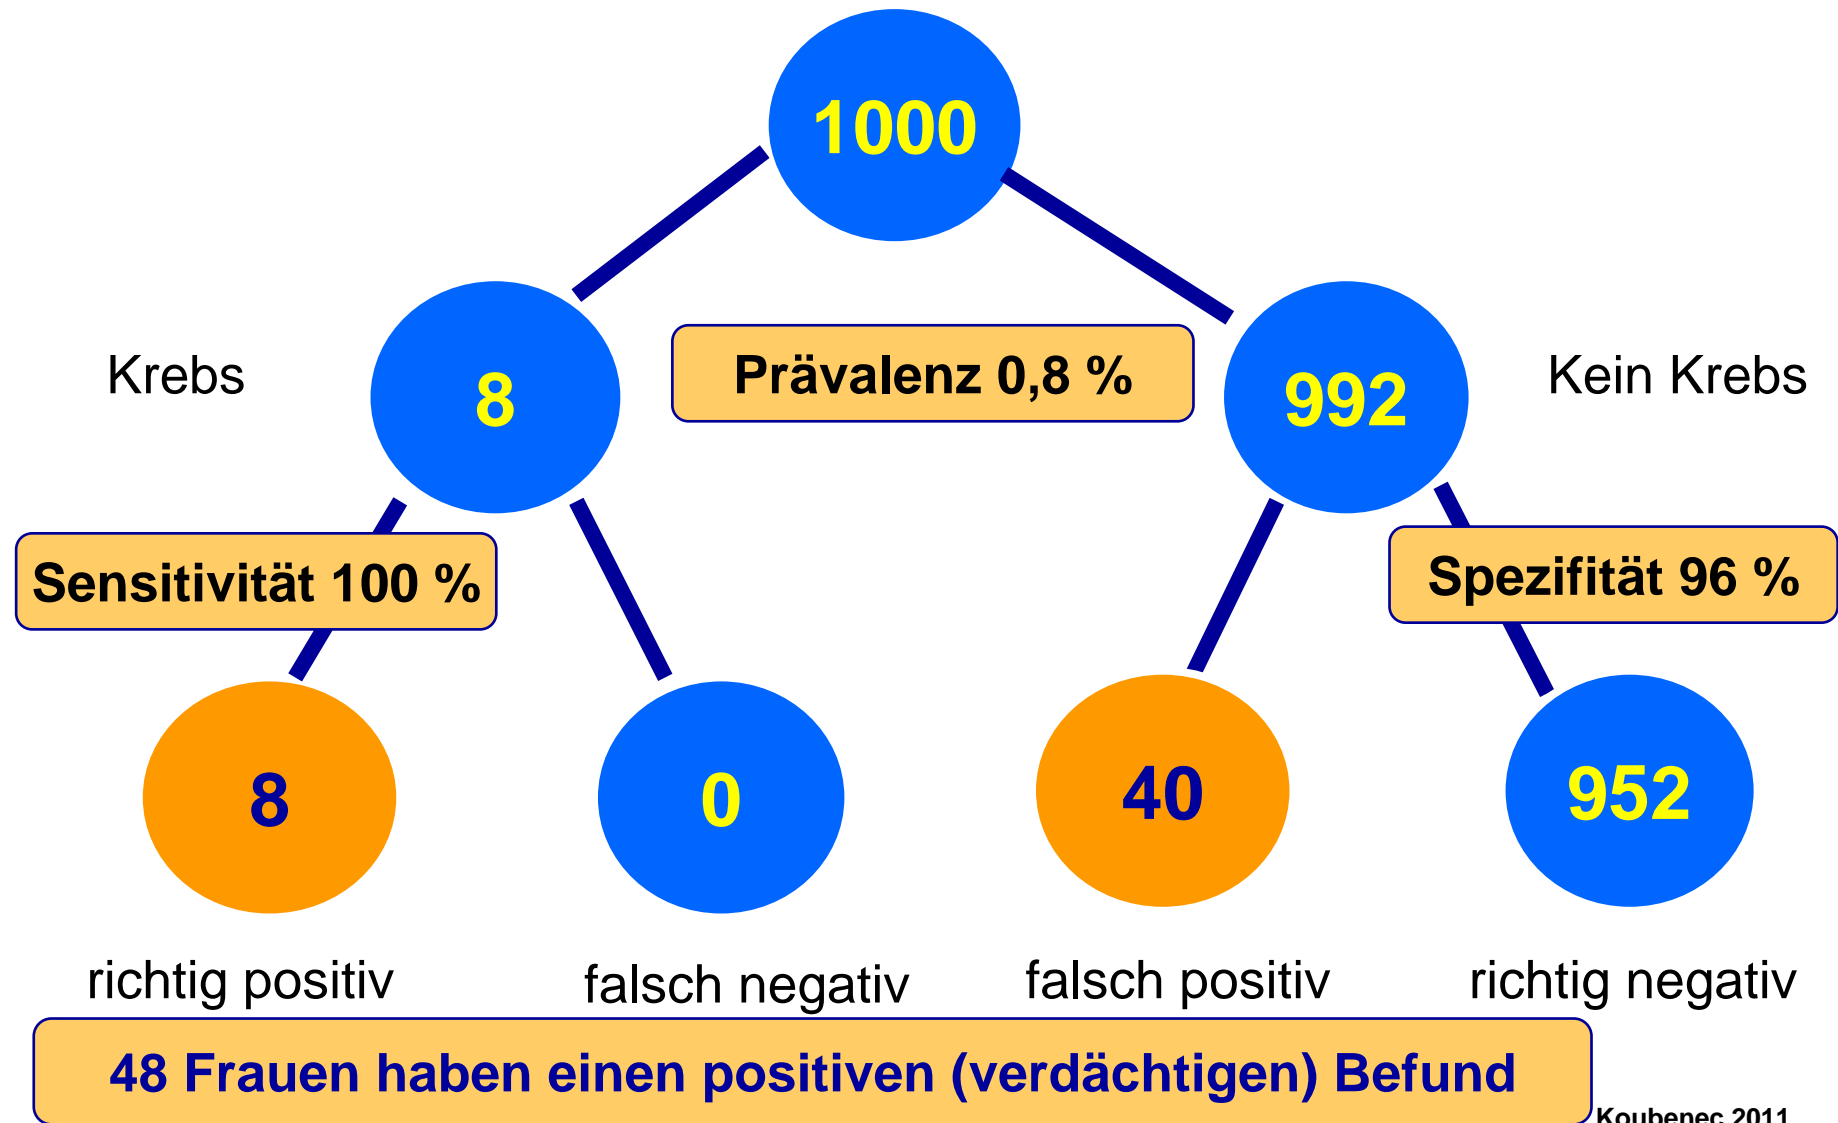 1000
Krebs
8
Prävalenz 0,8 %
992
Kein Krebs
Sensitivität 100 %
Spezifität 96 %
8
0
40
952
richtig positiv
falsch negativ
falsch positiv
richtig negativ
48 Frauen haben einen positiven (verdächtigen) Befund
Koubenec 2011